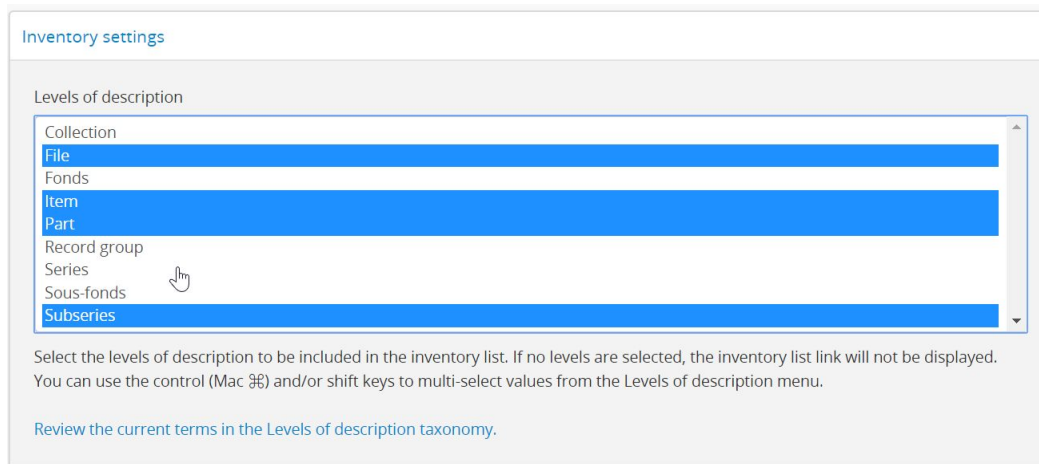 Inventory settings
Levels of description
Collection
File
Fonds
Item
Part
Record group
Series
Sous-fonds
Subseries
Select the levels of description to be included in the inventory list. If no levels are selected, the inventory list link will not be displayed.
You can use the control (Mac ⌘) and/or shift keys to multi-select values from the Levels of description menu.
Review the current terms in the Levels of description taxonomy.